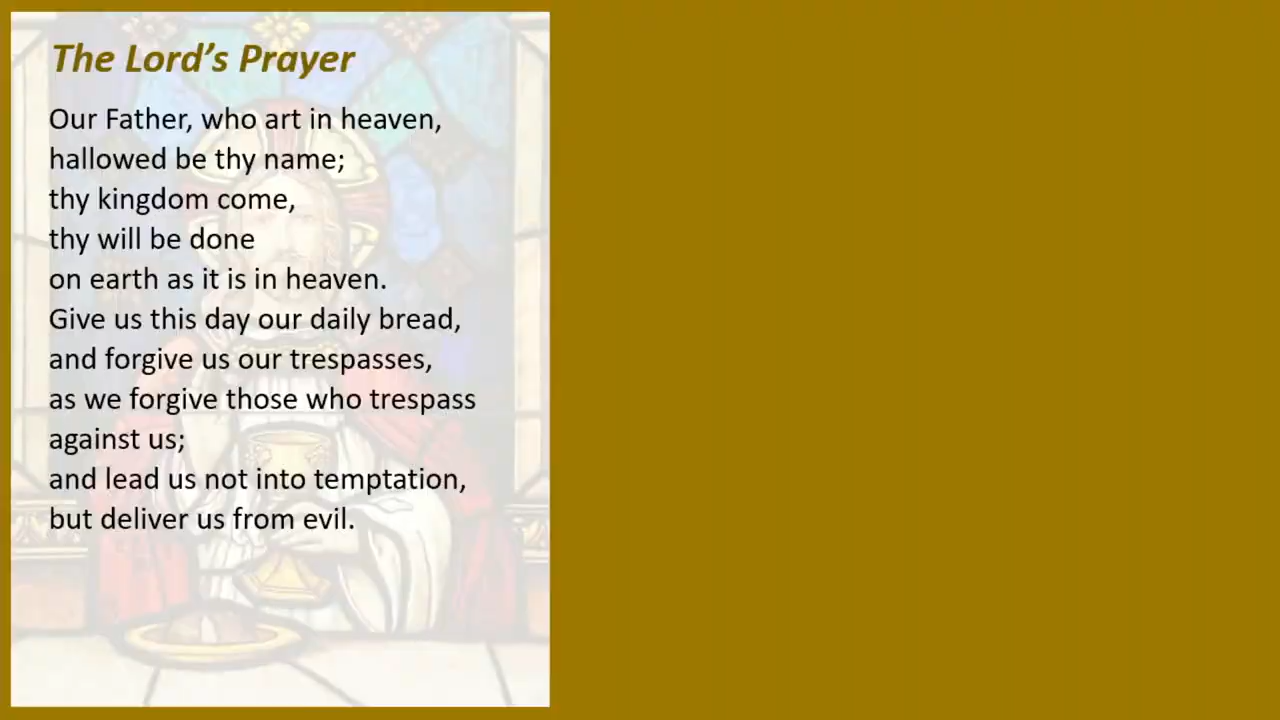 The Lord’s Prayer
Our Father, who art in heaven,
hallowed be thy name;
thy kingdom come,
thy will be done
on earth as it is in heaven.
Give us this day our daily bread,
and forgive us our trespasses,
as we forgive those who trespass
against us;
and lead us not into temptation,
but deliver us from evil.